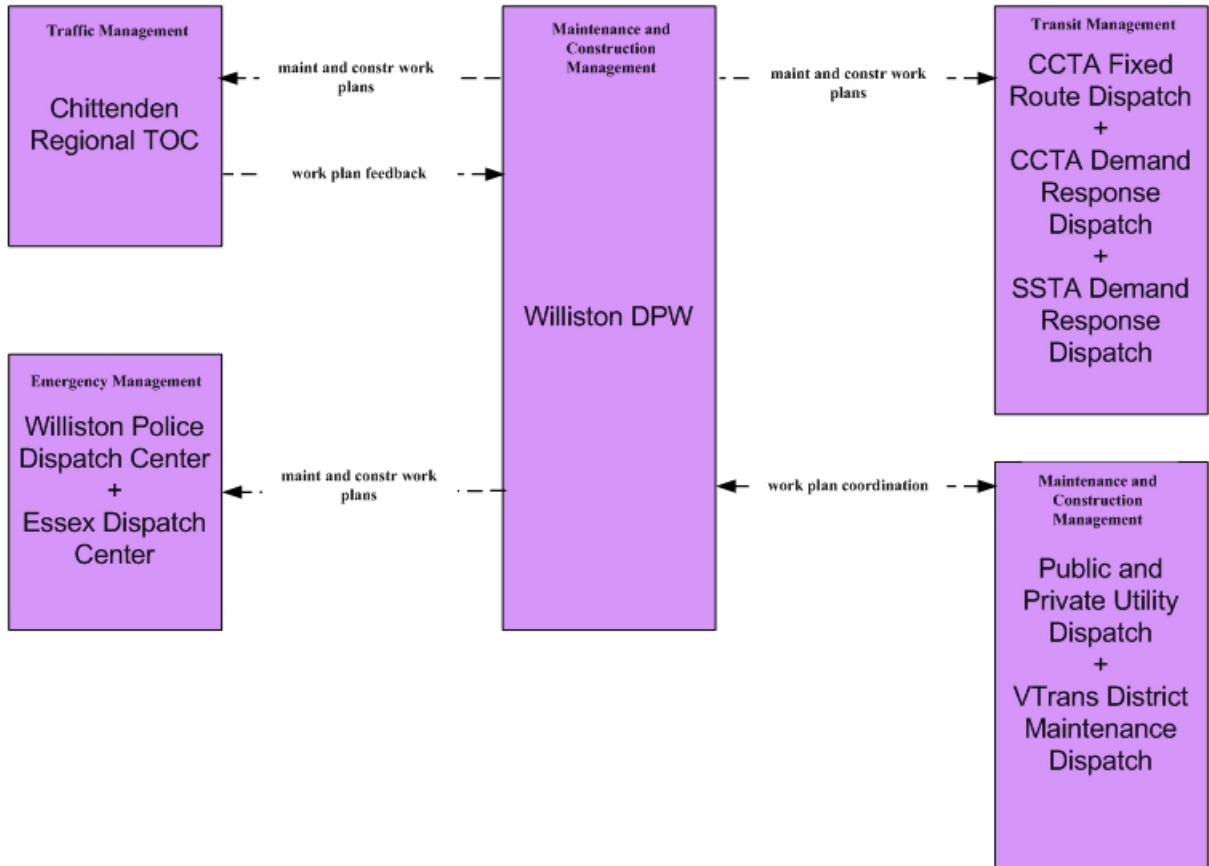 Traffic Management
Chittenden
Regional TOC
maint and constr work
plans
work plan feedback
Maintenance and
Construction
Management
Williston DPW
maint and constr work
plans
Transit Management
CCTA Fixed
Route Dispatch
+
CCTA Demand
Response
Dispatch
+
SSTA Demand
Response
Dispatch
Emergency Management
Williston Police
Dispatch Center
+
Essex Dispatch
Center
maint and constr work
plans
work plan coordination
Maintenance and
Construction
Management
Public and
Private Utility
Dispatch
+
VTrans District
Maintenance
Dispatch